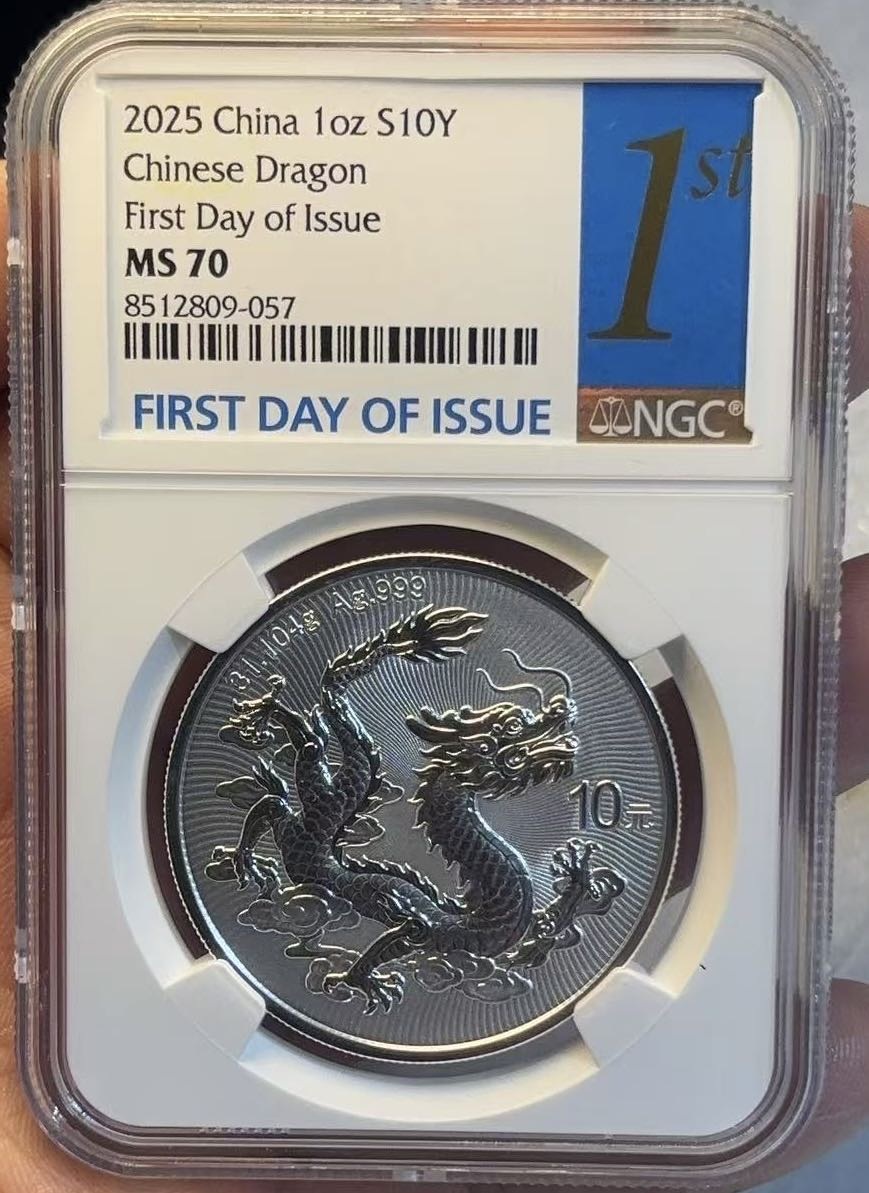 2025 China 1oz S10Y
Chinese Dragon
First Day of Issue
MS 70
8512809-057
FIRST DAY OF ISSUE
1st
NGC®
31.104g Ag.999
10元